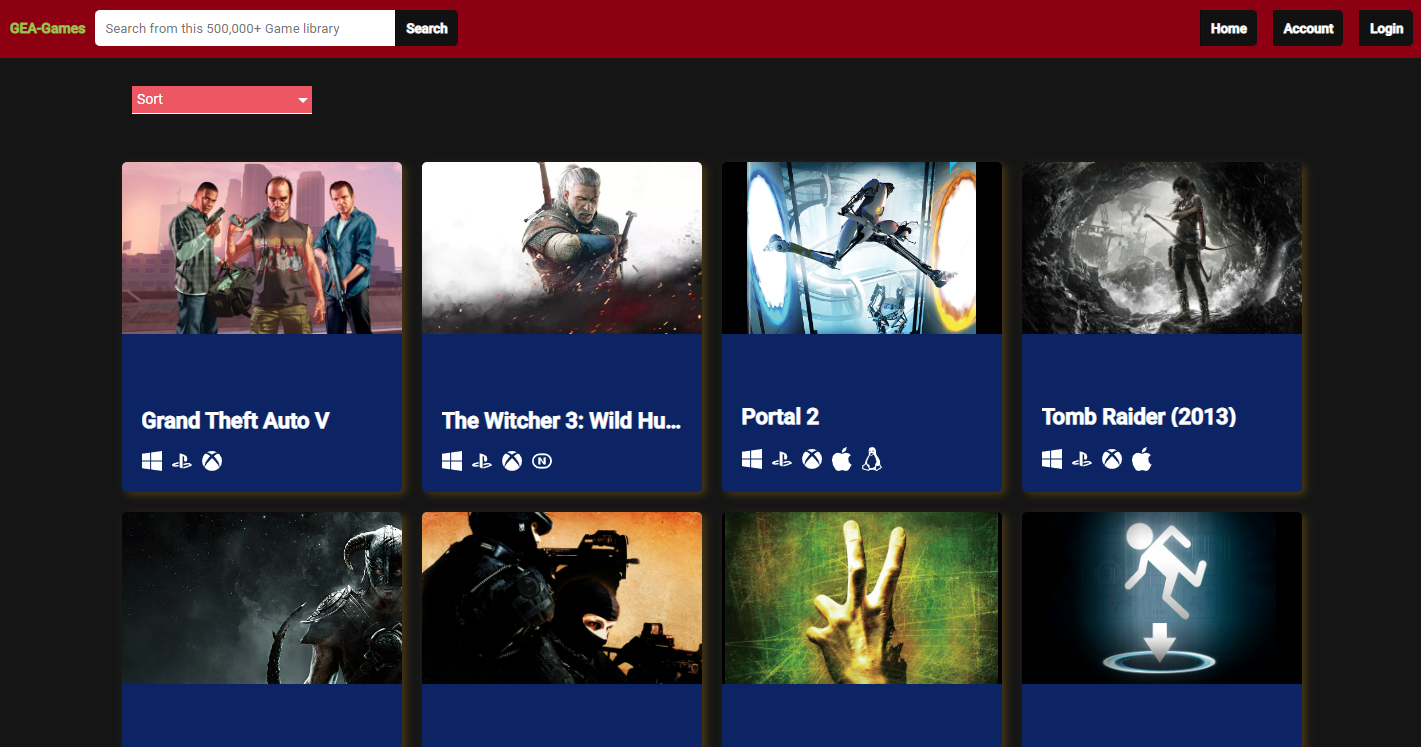 GEA-Games
Search from this 500,000+ Game library
Search
Home
Account
Login
Sort
Grand Theft Auto V
The Witcher 3: Wild Hu...
Portal 2
Tomb Raider (2013)